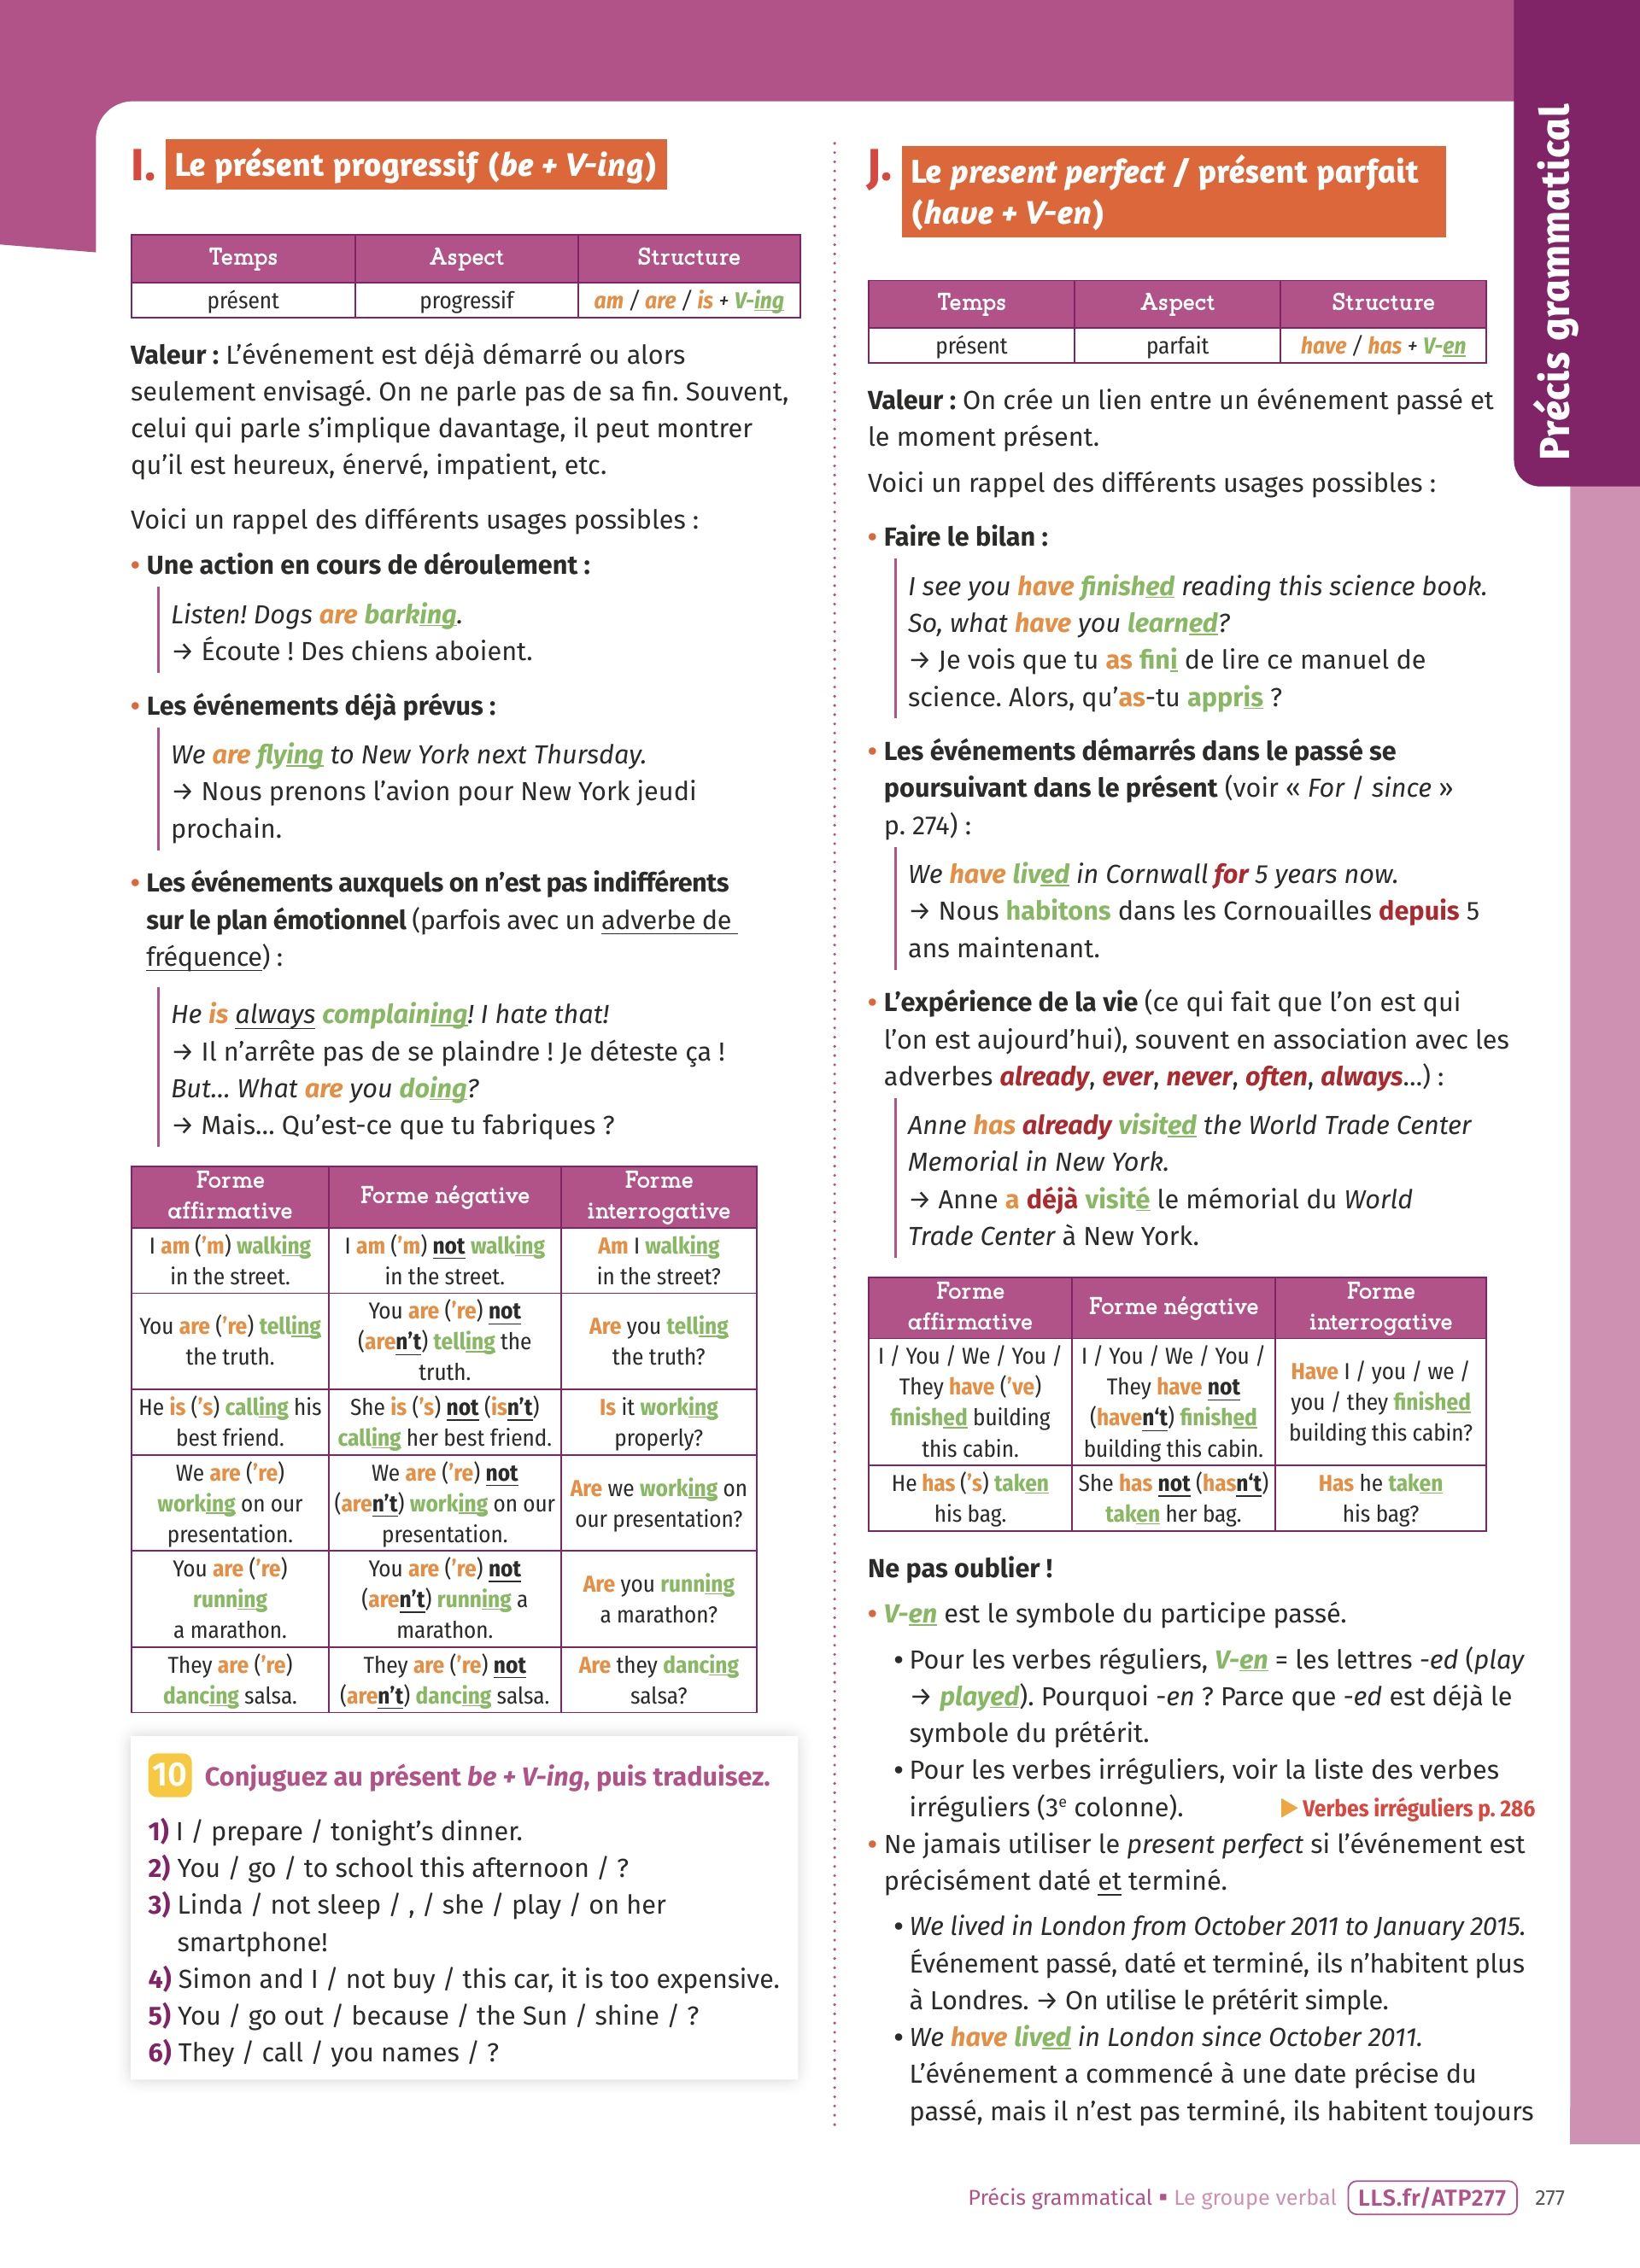 Précis grammatical
I. Le présent progressif (be + V-ing)
Temps Aspect Structure
présent progressif am / are / is + V-ing
Valeur : L’événement est déjà démarré ou alors
seulement envisagé. On ne parle pas de sa fin. Souvent,
celui qui parle s’implique davantage, il peut montrer
qu’il est heureux, énervé, impatient, etc.
Voici un rappel des différents usages possibles :
• Une action en cours de déroulement :
Listen! Dogs are barking.
→ Écoute ! Des chiens aboient.
• Les événements déjà prévus :
We are flying to New York next Thursday.
→ Nous prenons l’avion pour New York jeudi
prochain.
• Les événements auxquels on n’est pas indifférents
sur le plan émotionnel (parfois avec un adverbe de
fréquence) :
He is always complaining! I hate that!
→ Il n’arrête pas de se plaindre ! Je déteste ça !
But... What are you doing?
→ Mais... Qu’est-ce que tu fabriques ?
Forme
affirmative
Forme négative
Forme
interrogative
I am (’m) walking
in the street.
I am (’m) not walking
in the street.
Am I walking
in the street?
You are (’re) telling
the truth.
You are (’re) not
(aren’t) telling the
truth.
Are you telling
the truth?
He is (’s) calling his
best friend.
She is (’s) not (isn’t)
calling her best friend.
Is it working
properly?
We are (’re)
working on our
presentation.
We are (’re) not
(aren’t) working on our
presentation.
Are we working on
our presentation?
You are (’re)
running
a marathon.
You are (’re) not
(aren’t) running a
marathon.
Are you running
a marathon?
They are (’re)
dancing salsa.
They are (’re) not
(aren’t) dancing salsa.
Are they dancing
salsa?
10 Conjuguez au présent be + V-ing, puis traduisez.
1) I / prepare / tonight’s dinner.
2) You / go / to school this afternoon / ?
3) Linda / not sleep / , / she / play / on her
smartphone!
4) Simon and I / not buy / this car, it is too expensive.
5) You / go out / because / the Sun / shine / ?
6) They / call / you names / ?
J. Le present perfect / présent parfait
(have + V-en)
Temps Aspect Structure
présent parfait have / has + V-en
Valeur : On crée un lien entre un événement passé et
le moment présent.
Voici un rappel des différents usages possibles :
• Faire le bilan :
I see you have finished reading this science book.
So, what have you learned?
→ Je vois que tu as fini de lire ce manuel de
science. Alors, qu’as-tu appris ?
• Les événements démarrés dans le passé se
poursuivant dans le présent (voir « For / since »
p. 274) :
We have lived in Cornwall for 5 years now.
→ Nous habitons dans les Cornouailles depuis 5
ans maintenant.
• L’expérience de la vie (ce qui fait que l’on est qui
l’on est aujourd’hui), souvent en association avec les
adverbes already, ever, never, often, always...) :
Anne has already visited the World Trade Center
Memorial in New York.
→ Anne a déjà visité le mémorial du World
Trade Center à New York.
Forme
affirmative
Forme négative
Forme
interrogative
I / You / We / You /
They have (’ve)
finished building
this cabin.
I / You / We / You /
They have not
(haven‘t) finished
building this cabin.
Have I / you / we /
you / they finished
building this cabin?
He has (’s) taken
his bag.
She has not (hasn‘t)
taken her bag.
Has he taken
his bag?
Ne pas oublier !
• V-en est le symbole du participe passé.
• Pour les verbes réguliers, V-en = les lettres -ed (play
→ played). Pourquoi -en ? Parce que -ed est déjà le
symbole du prétérit.
• Pour les verbes irréguliers, voir la liste des verbes
irréguliers (3e colonne). ▶ Verbes irréguliers p. 286
• Ne jamais utiliser le present perfect si l’événement est
précisément daté et terminé.
• We lived in London from October 2011 to January 2015.
Événement passé, daté et terminé, ils n’habitent plus
à Londres. → On utilise le prétérit simple.
• We have lived in London since October 2011.
L’événement a commencé à une date précise du
passé, mais il n’est pas terminé, ils habitent toujours
Précis grammatical ▪ Le groupe verbal LLS.fr/ATP277 277